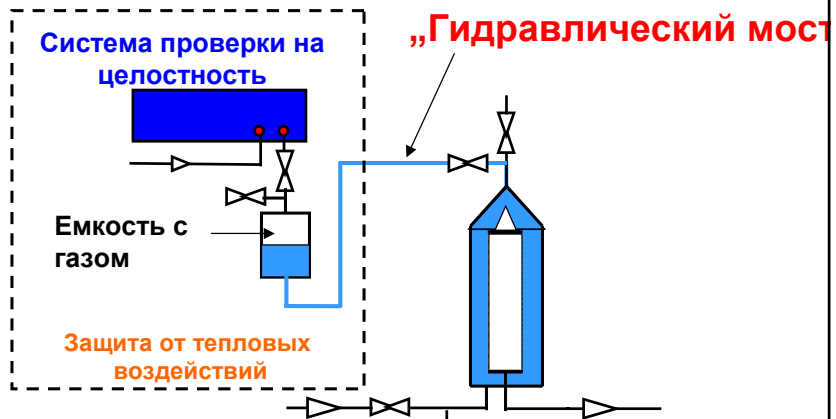 Система проверки на
целостность
„Гидравлический мост
Емкость с
газом
Защита от тепловых
воздействий